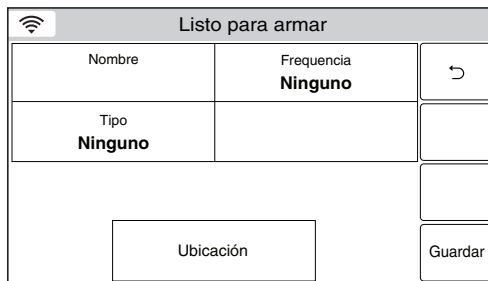 Listo para armar
Nombre
Frequencia
Ninguno
Tipo
Ninguno
Ubicación
Guardar